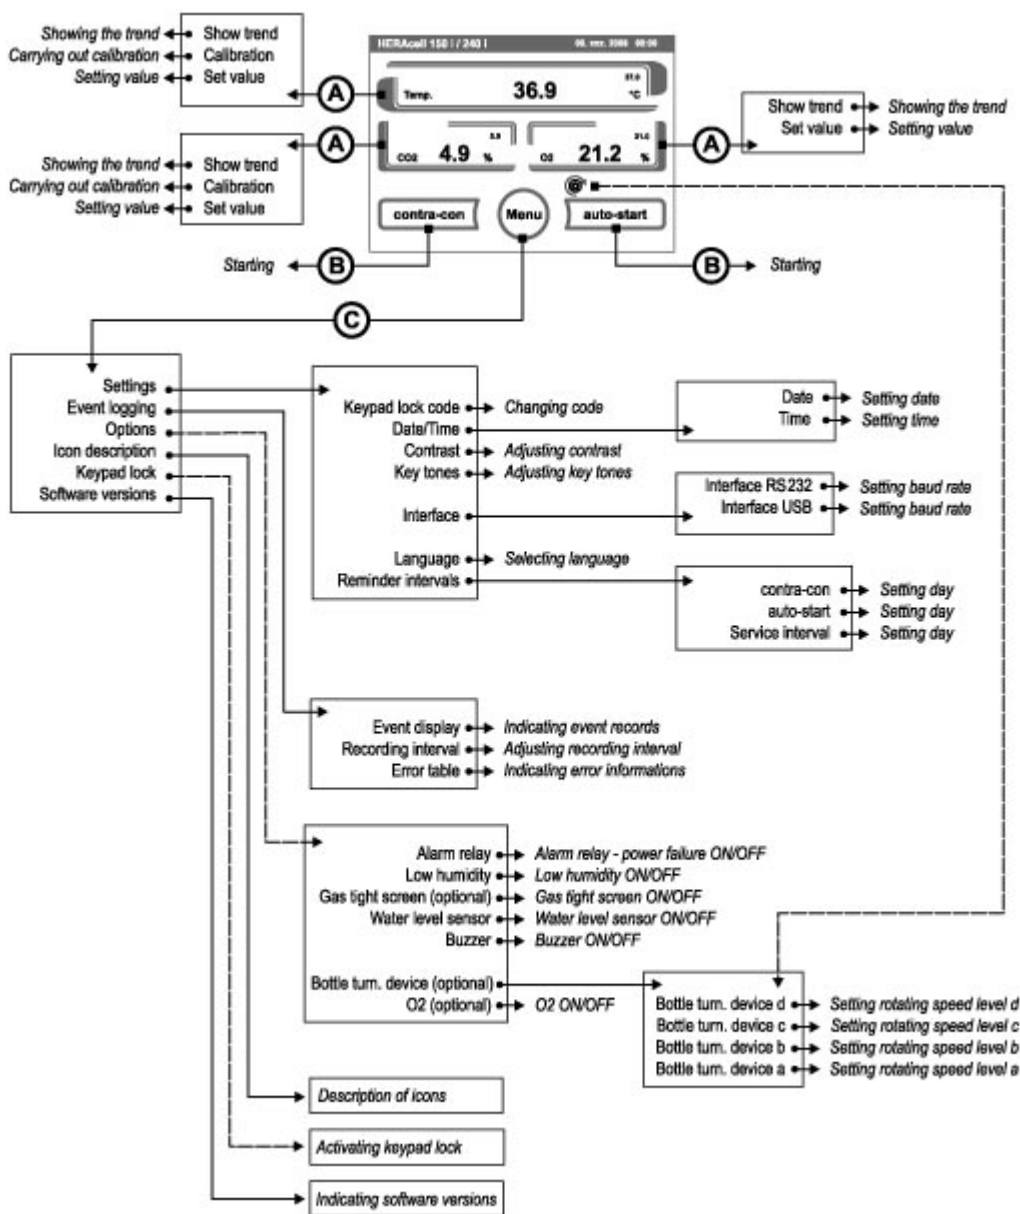 Showing the trend Show trend
Carrying out calibration Calibration
Setting value Set value
HERAcell 150 i / 240 i
A
37.0
Temp. 36.9 °C
Show trend Showing the trend
Set value Setting value
A
A
CO2 4.9 %
21.0
O2 21.2 %
Showing the trend Show trend
Carrying out calibration Calibration
Setting value Set value
contra-con Menu auto-start
Starting B
B Starting
C
Settings
Event logging
Options
Icon description
Keypad lock
Software versions
Keypad lock code Changing code
Date/Time
Contrast Adjusting contrast
Key tones Adjusting key tones
Interface
Language Selecting language
Reminder intervals
Date Setting date
Time Setting time
Interface RS232 Setting baud rate
Interface USB Setting baud rate
contra-con Setting day
auto-start Setting day
Service interval Setting day
Event display Indicating event records
Recording interval Adjusting recording interval
Error table Indicating error informations
Alarm relay Alarm relay - power failure ON/OFF
Low humidity Low humidity ON/OFF
Gas tight screen (optional) Gas tight screen ON/OFF
Water level sensor Water level sensor ON/OFF
Buzzer Buzzer ON/OFF
Bottle turn. device (optional)
O2 (optional) O2 ON/OFF
Bottle turn. device d Setting rotating speed level d
Bottle turn. device c Setting rotating speed level c
Bottle turn. device b Setting rotating speed level b
Bottle turn. device a Setting rotating speed level a
Description of icons
Activating keypad lock
Indicating software versions